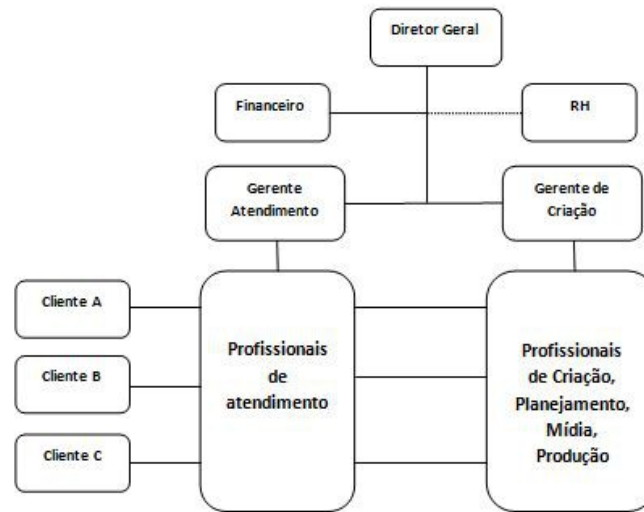 Diretor Geral
Financeiro
RH
Gerente
Atendimento
Gerente de
Criação
Cliente A
Cliente B
Cliente C
Profissionais
de
atendimento
Profissionais
de Criação,
Planejamento,
Mídia,
Produção